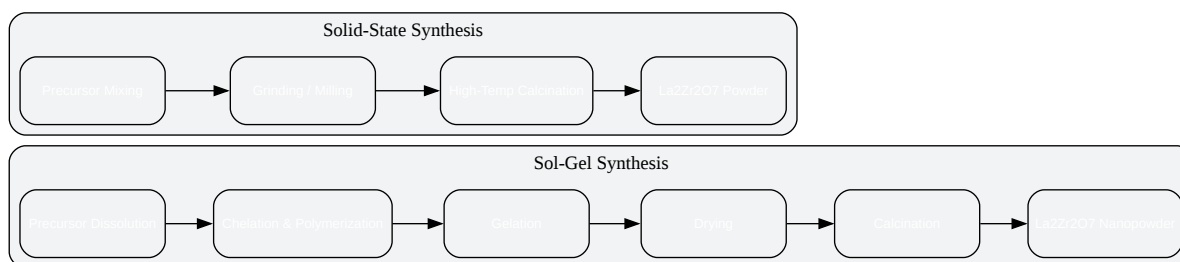 Solid-State Synthesis
Precursor Mixing
Grinding / Milling
High-Temp Calcination
La2Zr2O7 Powder
Sol-Gel Synthesis
Precursor Dissolution
Chelation & Polymerization
Gelation
Drying
Calcination
La2Zr2O7 Nanopowder